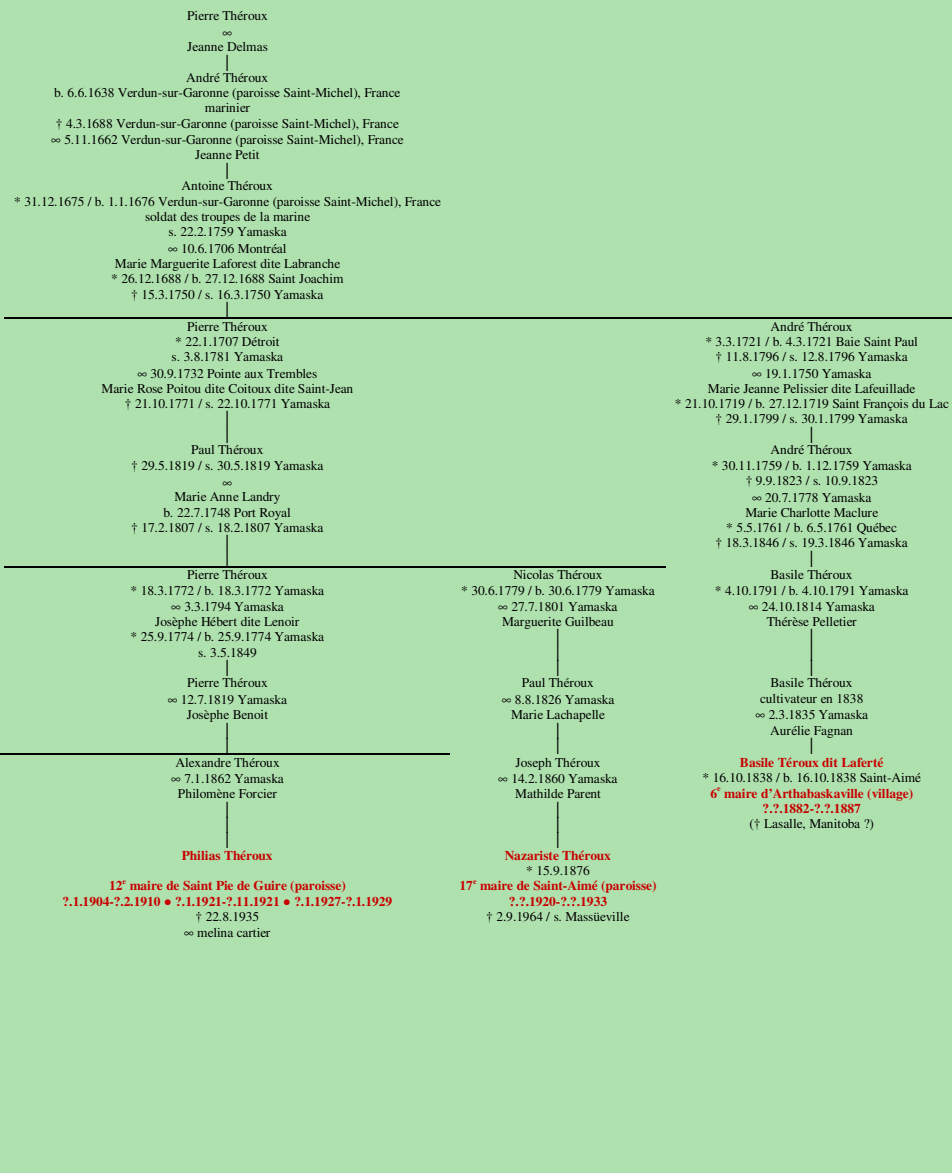 Pierre Théroux
∞
Jeanne Delmas
André Théroux
b. 6.6.1638 Verdun-sur-Garonne (paroisse Saint-Michel), France
marinier
† 4.3.1688 Verdun-sur-Garonne (paroisse Saint-Michel), France
∞ 5.11.1662 Verdun-sur-Garonne (paroisse Saint-Michel), France
Jeanne Petit
Antoine Théroux
* 31.12.1675 / b. 1.1.1676 Verdun-sur-Garonne (paroisse Saint-Michel), France
soldat des troupes de la marine
s. 22.2.1759 Yamaska
∞ 10.6.1706 Montréal
Marie Marguerite Laforest dite Labranche
* 26.12.1688 / b. 27.12.1688 Saint Joachim
† 15.3.1750 / s. 16.3.1750 Yamaska
Pierre Théroux
* 22.1.1707 Détroit
s. 3.8.1781 Yamaska
∞ 30.9.1732 Pointe aux Trembles
Marie Rose Poitou dite Coitoux dite Saint-Jean
† 21.10.1771 / s. 22.10.1771 Yamaska
André Théroux
* 3.3.1721 / b. 4.3.1721 Baie Saint Paul
† 11.8.1796 / s. 12.8.1796 Yamaska
∞ 19.1.1750 Yamaska
Marie Jeanne Pelissier dite Lafeuillade
* 21.10.1719 / b. 27.12.1719 Saint François du Lac
† 29.1.1799 / s. 30.1.1799 Yamaska
Paul Théroux
† 29.5.1819 / s. 30.5.1819 Yamaska
∞
Marie Anne Landry
b. 22.7.1748 Port Royal
† 17.2.1807 / s. 18.2.1807 Yamaska
André Théroux
* 30.11.1759 / b. 1.12.1759 Yamaska
† 9.9.1823 / s. 10.9.1823
∞ 20.7.1778 Yamaska
Marie Charlotte Maclure
* 5.5.1761 / b. 6.5.1761 Québec
† 18.3.1846 / s. 19.3.1846 Yamaska
Pierre Théroux
* 18.3.1772 / b. 18.3.1772 Yamaska
∞ 3.3.1794 Yamaska
Josèphe Hébert dite Lenoir
* 25.9.1774 / b. 25.9.1774 Yamaska
s. 3.5.1849
Nicolas Théroux
* 30.6.1779 / b. 30.6.1779 Yamaska
∞ 27.7.1801 Yamaska
Marguerite Guilbeau
Basile Théroux
* 4.10.1791 / b. 4.10.1791 Yamaska
∞ 24.10.1814 Yamaska
Thérèse Pelletier
Pierre Théroux
∞ 12.7.1819 Yamaska
Josèphe Benoit
Paul Théroux
∞ 8.8.1826 Yamaska
Marie Lachapelle
Basile Théroux
cultivateur en 1838
∞ 2.3.1835 Yamaska
Aurélie Fagnan
Alexandre Théroux
∞ 7.1.1862 Yamaska
Philomène Forcier
Joseph Théroux
∞ 14.2.1860 Yamaska
Mathilde Parent
Basile Téroux dit Laferté
* 16.10.1838 / b. 16.10.1838 Saint-Aimé
6e maire d'Arthabaskaville (village)
?.?.1882-?.?.1887
(† Lasalle, Manitoba ?)
Philias Théroux
12e maire de Saint Pie de Guire (paroisse)
?.1.1904-?.2.1910 ● ?.1.1921-?.11.1921 ● ?.1.1927-?.1.1929
† 22.8.1935
∞ melina cartier
Nazariste Théroux
* 15.9.1876
17e maire de Saint-Aimé (paroisse)
?.?.1920-?.?.1933
† 2.9.1964 / s. Massüeville